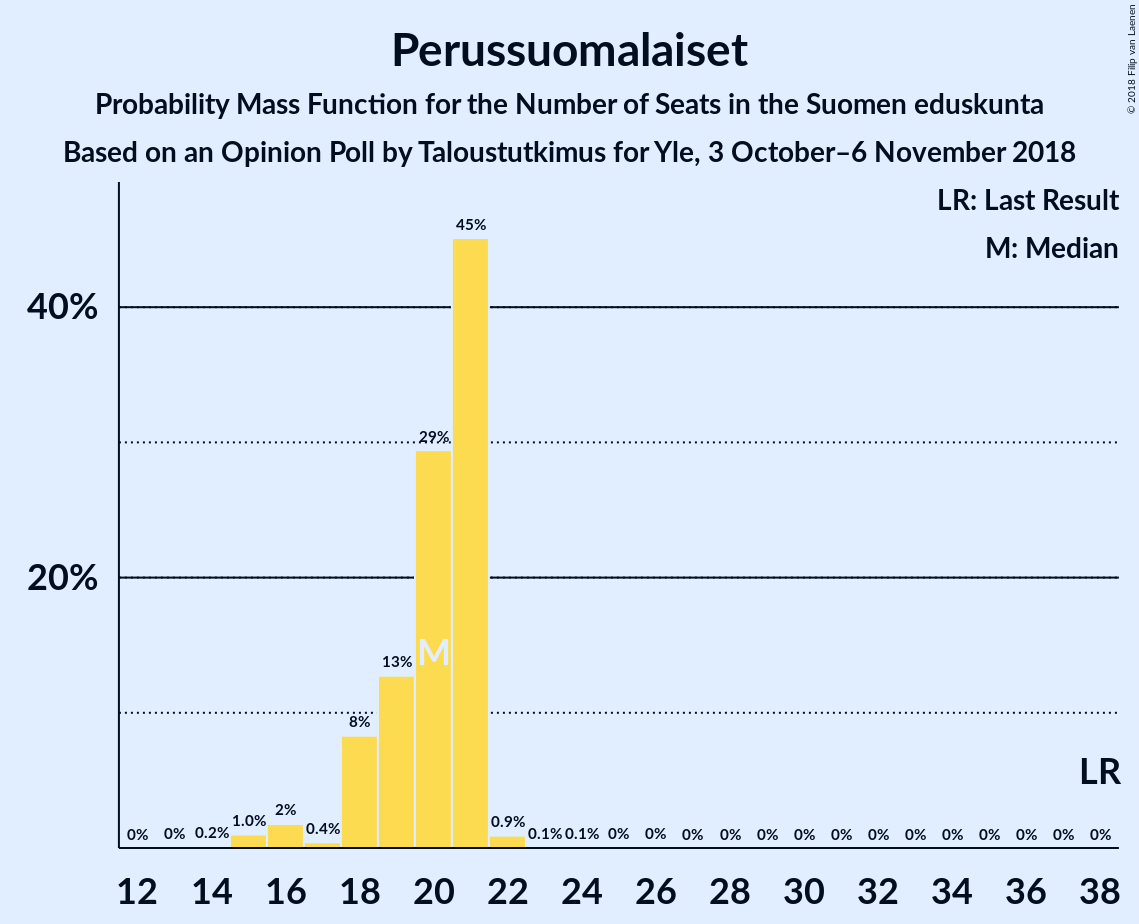 Perussuomalaiset
Probability Mass Function for the Number of Seats in the Suomen eduskunta
Based on an Opinion Poll by Taloustutkimus for Yle, 3 October–6 November 2018
© 2018 Filip van Laenen
LR: Last Result
M: Median
45%
40%
29%
20%
M
13%
8%
LR
0% 0% 0.2% 1.0% 2% 0.4% 0.9% 0.1% 0.1% 0% 0% 0% 0% 0% 0% 0% 0% 0% 0% 0% 0% 0% 0%
12 14 16 18 20 22 24 26 28 30 32 34 36 38